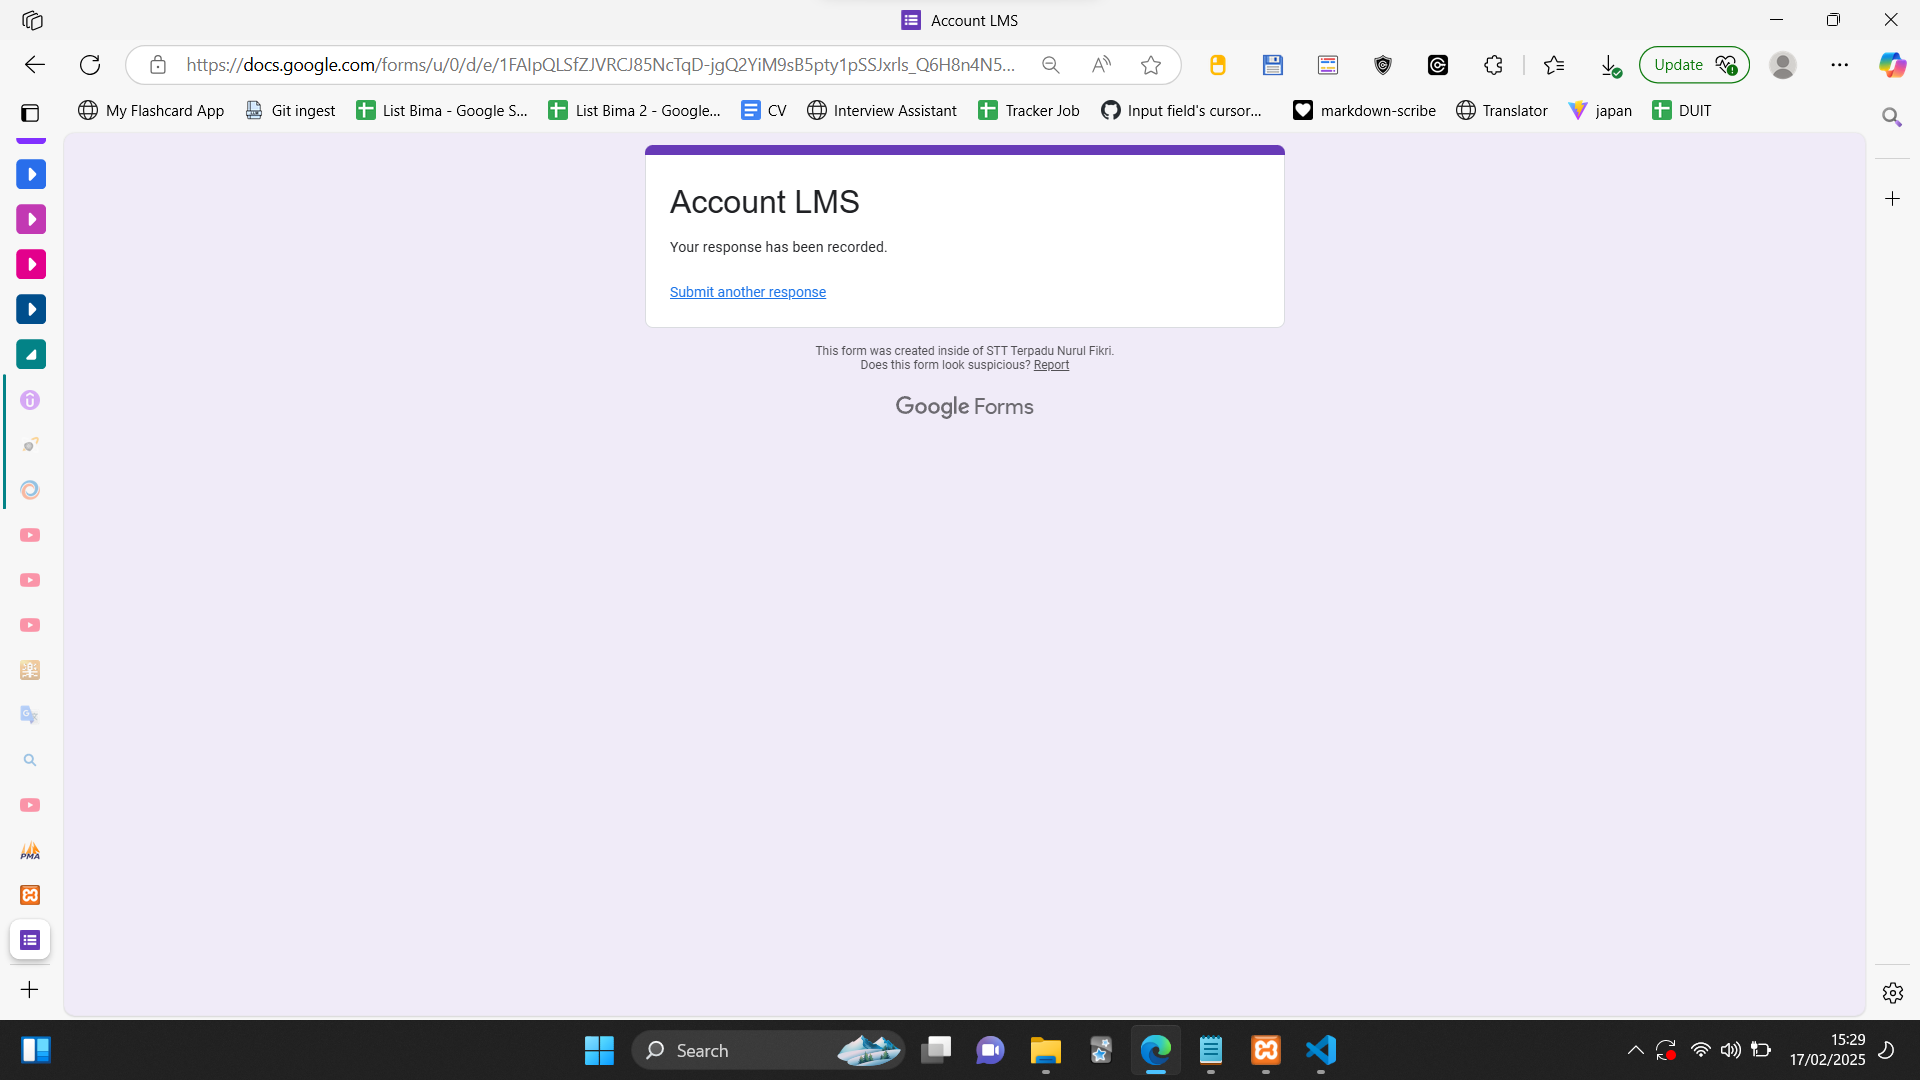 Account LMS
https://docs.google.com/forms/u/0/d/e/1FAIpQLSfZJVRCJ85NcTqD-jgQ2YiM9sB5pty1pSSJxrls_Q6H8n4N5...
Update
My Flashcard App
Git ingest
List Bima - Google S...
List Bima 2 - Google...
CV
Interview Assistant
Tracker Job
Input field's cursor...
markdown-scribe
Translator
japan
DUIT
Account LMS
Your response has been recorded.
Submit another response
This form was created inside of STT Terpadu Nurul Fikri.
Does this form look suspicious? Report
Google Forms
PMA
Search
15:29
17/02/2025